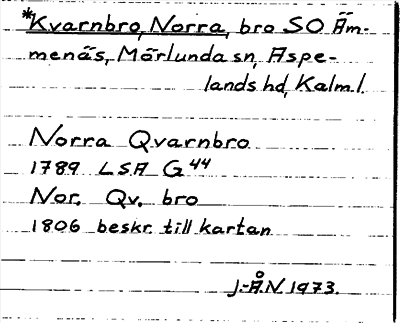 *Kvarnbro, Norra, bro SO Äm-
menäs, Mörlunda sn, Aspe-
lands hd, Kalm.l.
Norra Qvarnbro
1789 LSA G44
Nor. Qv. bro
1806 beskr. till kartan
J.-Å.N. 1973.